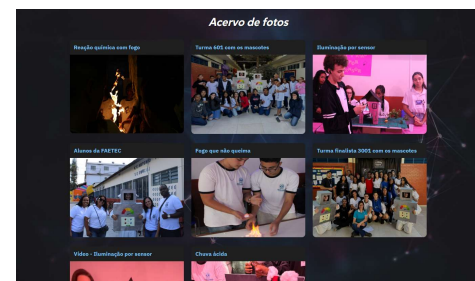 Acervo de fotos
Reação química com fogo
Turma 601 com os mascotes
Iluminação por sensor
Alunos da FAETEC
Fogo que não queima
Turma finalista 3001 com os mascotes
Vídeo - Iluminação por sensor
Chuva ácida